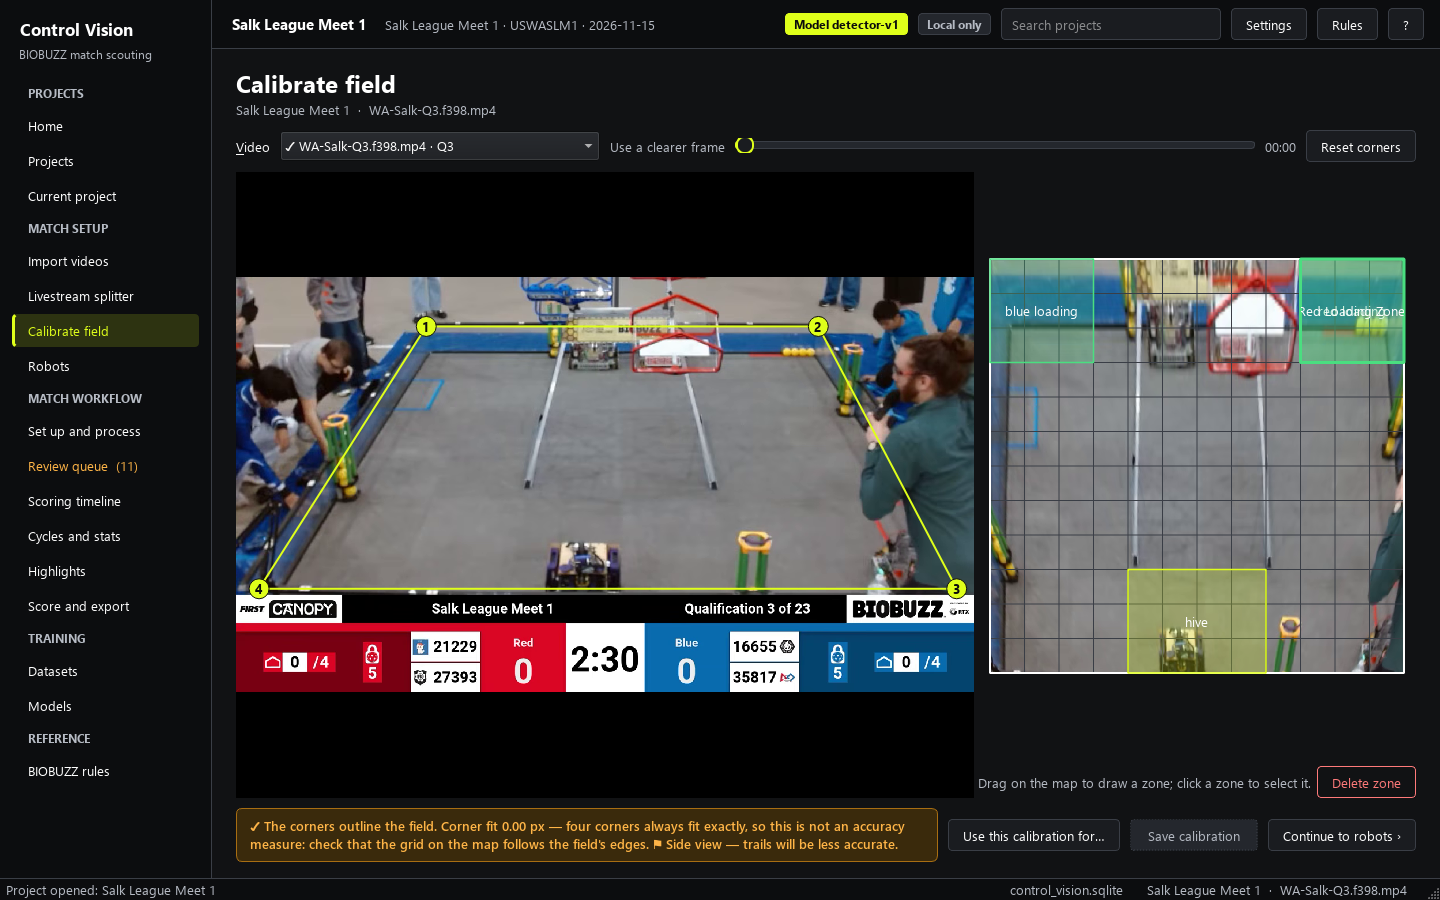 Control Vision
BIOBUZZ match scouting
PROJECTS
Home
Projects
Current project
MATCH SETUP
Import videos
Livestream splitter
Calibrate field
Robots
MATCH WORKFLOW
Set up and process
Review queue (11)
Scoring timeline
Cycles and stats
Highlights
Score and export
TRAINING
Datasets
Models
REFERENCE
BIOBUZZ rules
Salk League Meet 1
Salk League Meet 1 · USWASLM1 · 2026-11-15
Model detector-v1
Local only
Search projects
Settings
Rules
?
Calibrate field
Salk League Meet 1 · WA-Salk-Q3.f398.mp4
Video
✓ WA-Salk-Q3.f398.mp4 · Q3
Use a clearer frame
00:00
Reset corners
1
2
4
3
FIRST
CANOPY
Salk League Meet 1
Qualification 3 of 23
BIOBUZZ
RTX
0 /4
5
21229
27393
Red
0
2:30
Blue
0
16655
35817
5
0 /4
blue loading
Red Loading Zone
red loading
hive
Drag on the map to draw a zone; click a zone to select it.
Delete zone
✓ The corners outline the field. Corner fit 0.00 px — four corners always fit exactly, so this is not an accuracy
measure: check that the grid on the map follows the field's edges. ⚑ Side view — trails will be less accurate.
Use this calibration for...
Save calibration
Continue to robots ›
Project opened: Salk League Meet 1
control_vision.sqlite
Salk League Meet 1 · WA-Salk-Q3.f398.mp4